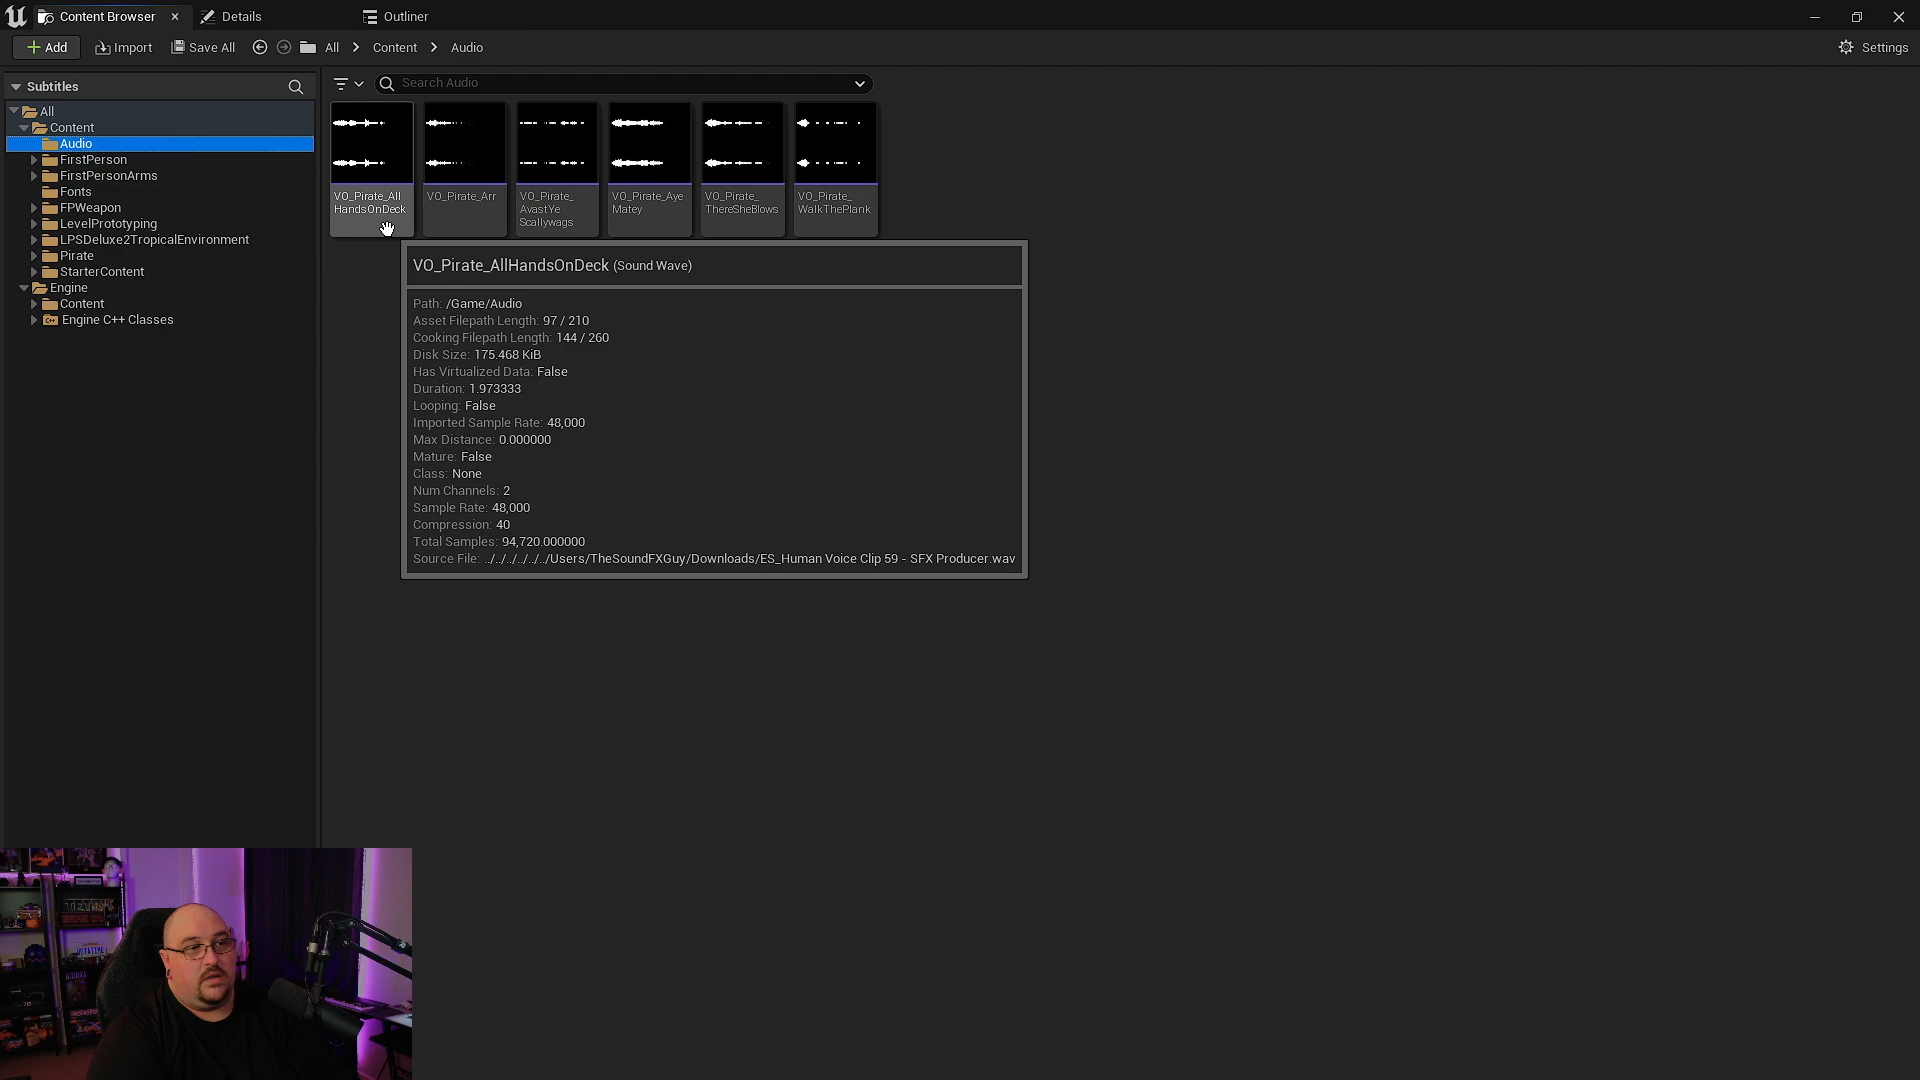 Content Browser
Details
Outliner
Add
Import
Save All
All
Content
Audio
Settings
Subtitles
Search Audio
All
Content
Audio
FirstPerson
FirstPersonArms
Fonts
FPWeapon
LevelPrototyping
LPSDeluxe2TropicalEnvironment
Pirate
StarterContent
Engine
Content
Engine C++ Classes
VO_Pirate_All
HandsOnDeck
VO_Pirate_Arr
VO_Pirate_
AvastYe
Scallywags
VO_Pirate_Aye
Matey
VO_Pirate_
ThereSheBlows
VO_Pirate_
WalkThePlank
VO_Pirate_AllHandsOnDeck (Sound Wave)
Path: /Game/Audio
Asset Filepath Length: 97 / 210
Cooking Filepath Length: 144 / 260
Disk Size: 175.468 KiB
Has Virtualized Data: False
Duration: 1.973333
Looping: False
Imported Sample Rate: 48,000
Max Distance: 0.000000
Mature: False
Class: None
Num Channels: 2
Sample Rate: 48,000
Compression: 40
Total Samples: 94,720.000000
Source File: ../../../../../../Users/TheSoundFXGuy/Downloads/ES_Human Voice Clip 59 - SFX Producer.wav